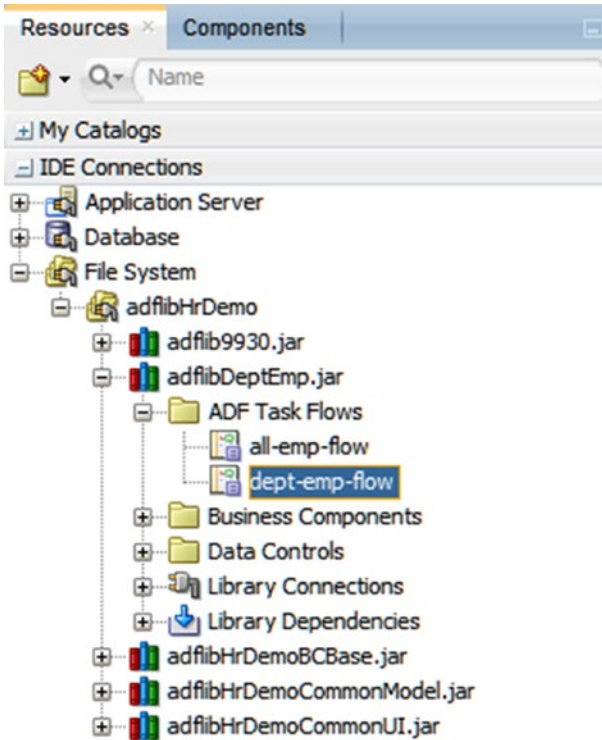 Resources Components
Name
My Catalogs
IDE Connections
Application Server
Database
File System
adflibHrDemo
adflib9930.jar
adflibDeptEmp.jar
ADF Task Flows
all-emp-flow
dept-emp-flow
Business Components
Data Controls
Library Connections
Library Dependencies
adflibHrDemoBCBase.jar
adflibHrDemoCommonModel.jar
adflibHrDemoCommonUI.jar